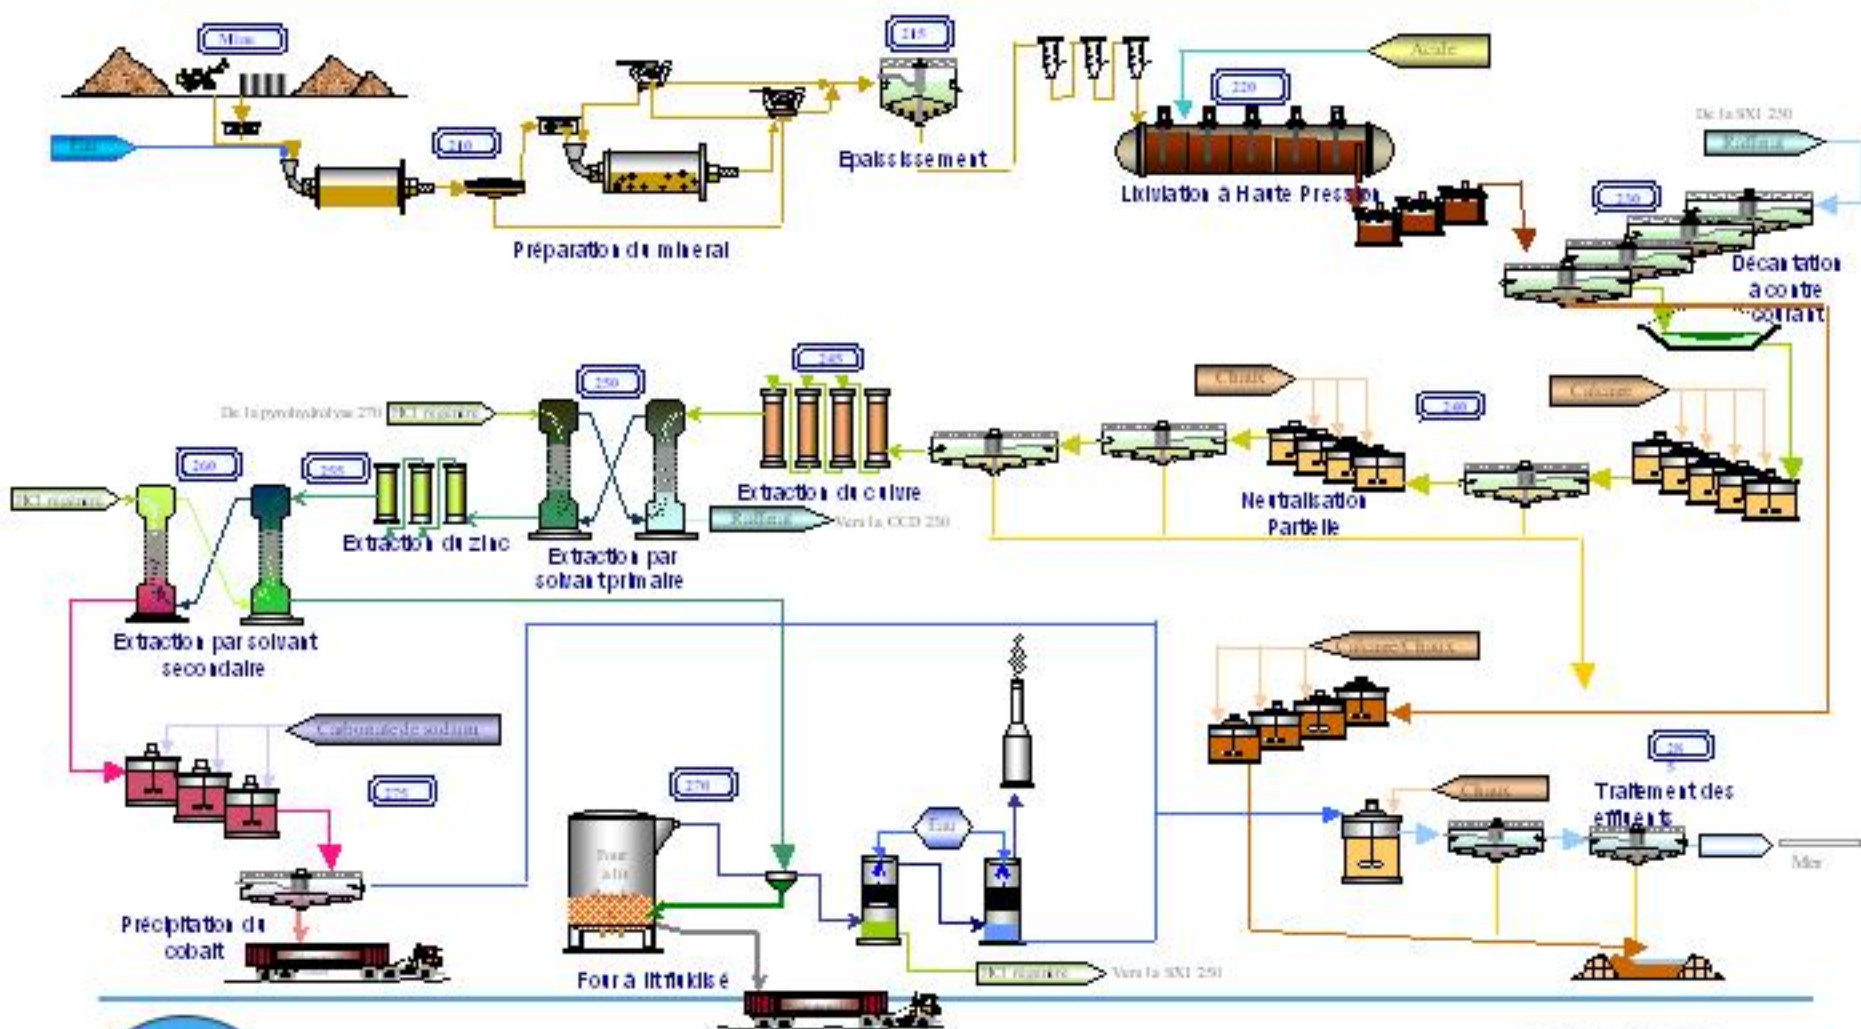 Mine
215
Acide
220
De la SX1 250
Raffinat
Eau
210
Epaississement
Lixiviation à Haute Pression
230
Préparation du minerai
Décantation
à contre
courant
245
Chaux
Calcaire
250
240
De la pyrohydrolyse 270
HCl régénéré
260
255
HCl régénéré
Extraction du cuivre
Neutralisation
Partielle
Raffinat
Vers la CCD 230
Extraction du zinc
Extraction par
solvant primaire
Extraction par solvant
secondaire
Calcaire/Chaux
Carbonate de sodium
28
5
270
275
Chaux
Traitement des
effluents
Eau
Four
à lit
Mer
Précipitation du
cobalt
Four à lit fluidisé
HCl régénéré
Vers la SX1 250